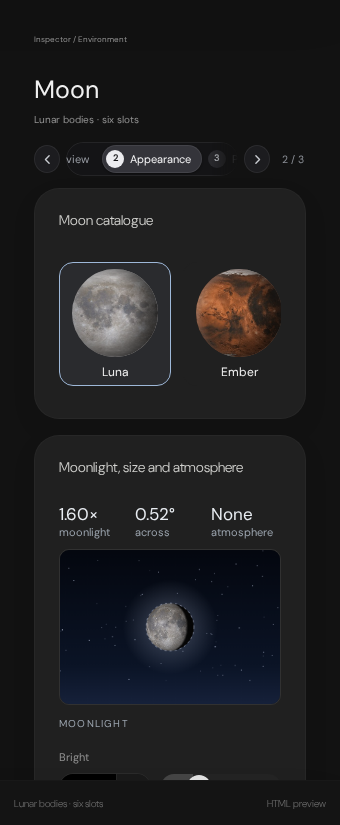 Inspector / Environment
Moon
Lunar bodies · six slots
view 2 Appearance 3 2 / 3
Moon catalogue
Luna Ember
Moonlight, size and atmosphere
1.60× 0.52° None
moonlight across atmosphere
MOONLIGHT
Bright
Lunar bodies · six slots HTML preview